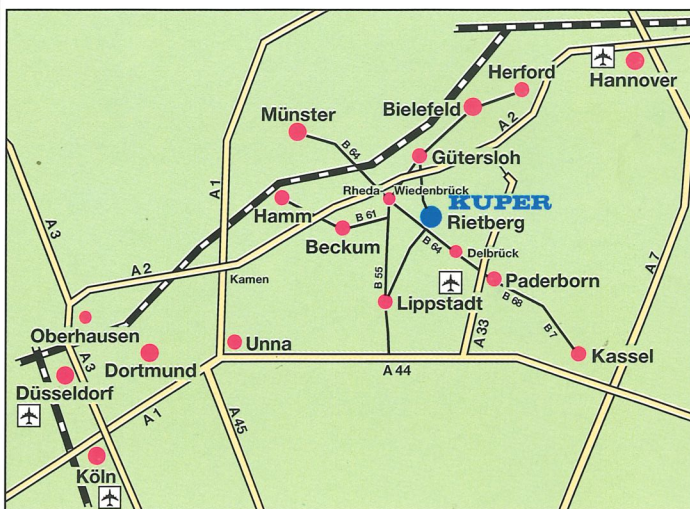 Herford
Hannover
Bielefeld
A 2
Münster
B 64
Gütersloh
A 1
Rheda-Wiedenbrück
KUPER
Hamm
B 61
Rietberg
A 3
Beckum
B 64
Delbrück
A 7
A 2
Kamen
B 55
Paderborn
Lippstadt
B 68
Oberhausen
A 33
B 7
Unna
A 3
Dortmund
Kassel
Düsseldorf
A 44
A 1
A 45
Köln